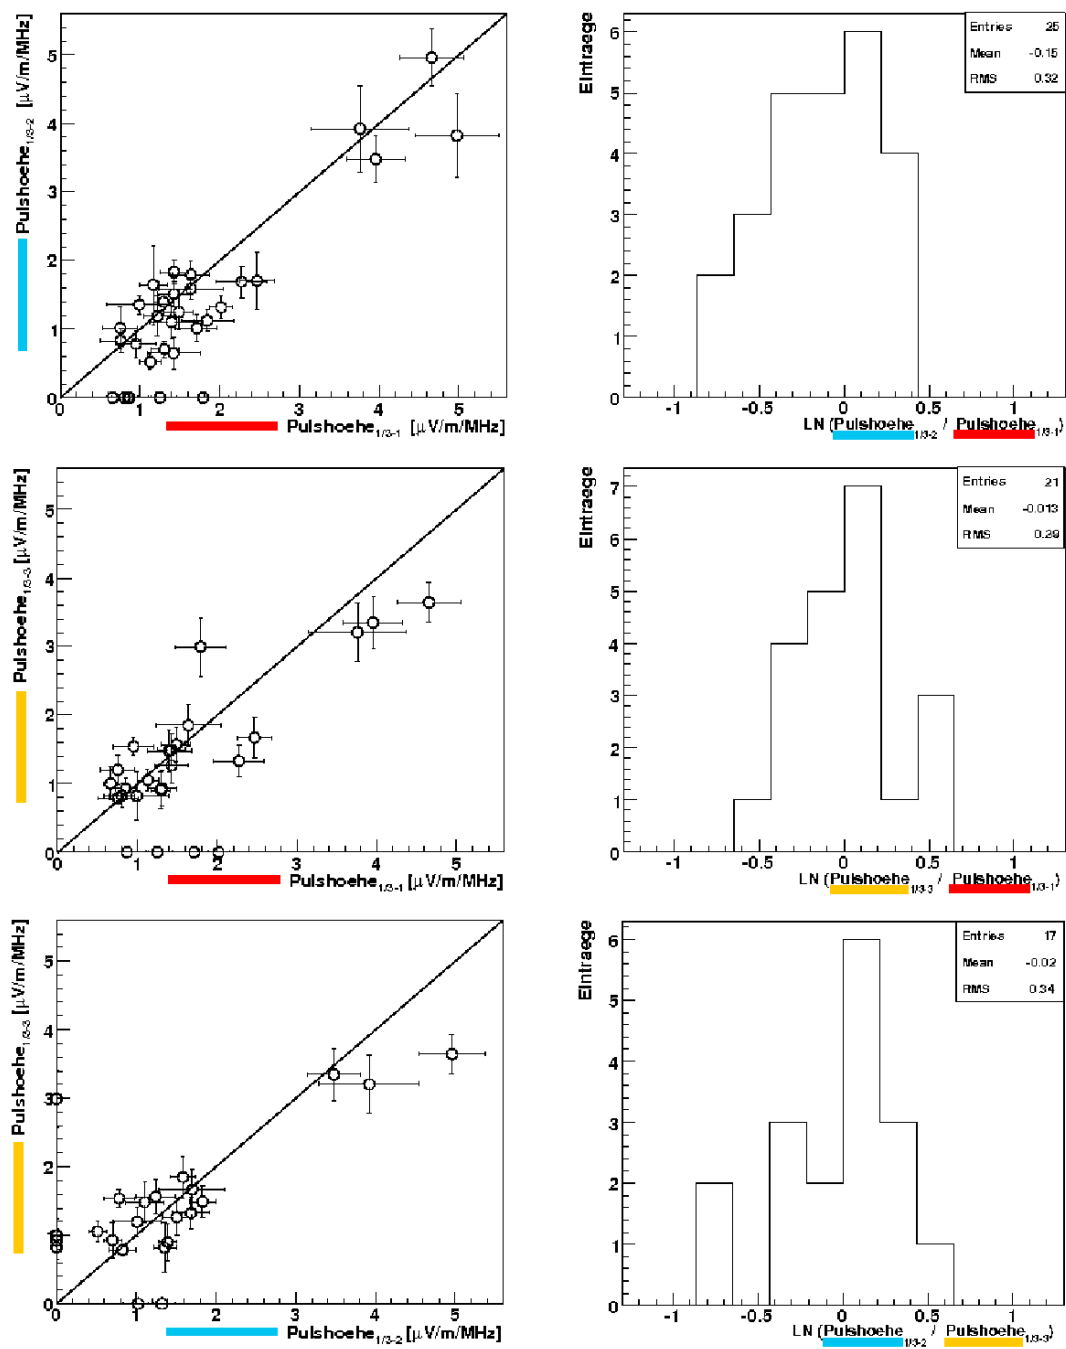 Pulshoehe1/3-2 [μV/m/MHz]
5
4
3
2
1
0
0 1 2 3 4 5
Pulshoehe1/3-1 [μV/m/MHz]
EIntraege
6
5
4
3
2
1
0
Entries 25
Mean -0.15
RMS 0.32
-1 -0.5 0 0.5 1
LN (Pulshoehe1/3-2 / Pulshoehe1/3-1)
Pulshoehe1/3-3 [μV/m/MHz]
5
4
3
2
1
0
0 1 2 3 4 5
Pulshoehe1/3-1 [μV/m/MHz]
EIntraege
7
6
5
4
3
2
1
0
Entries 21
Mean -0.013
RMS 0.29
-1 -0.5 0 0.5 1
LN (Pulshoehe1/3-3 / Pulshoehe1/3-1)
Pulshoehe1/3-3 [μV/m/MHz]
5
4
3
2
1
0
0 1 2 3 4 5
Pulshoehe1/3-2 [μV/m/MHz]
EIntraege
6
5
4
3
2
1
0
Entries 17
Mean -0.02
RMS 0.34
-1 -0.5 0 0.5 1
LN (Pulshoehe1/3-2 / Pulshoehe1/3-3)